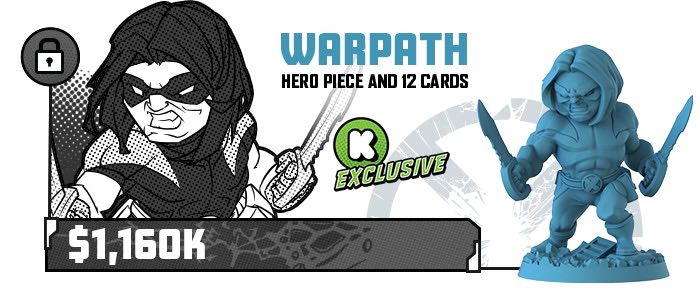 WARPATH
HERO PIECE AND 12 CARDS
K
EXCLUSIVE
$1,160K